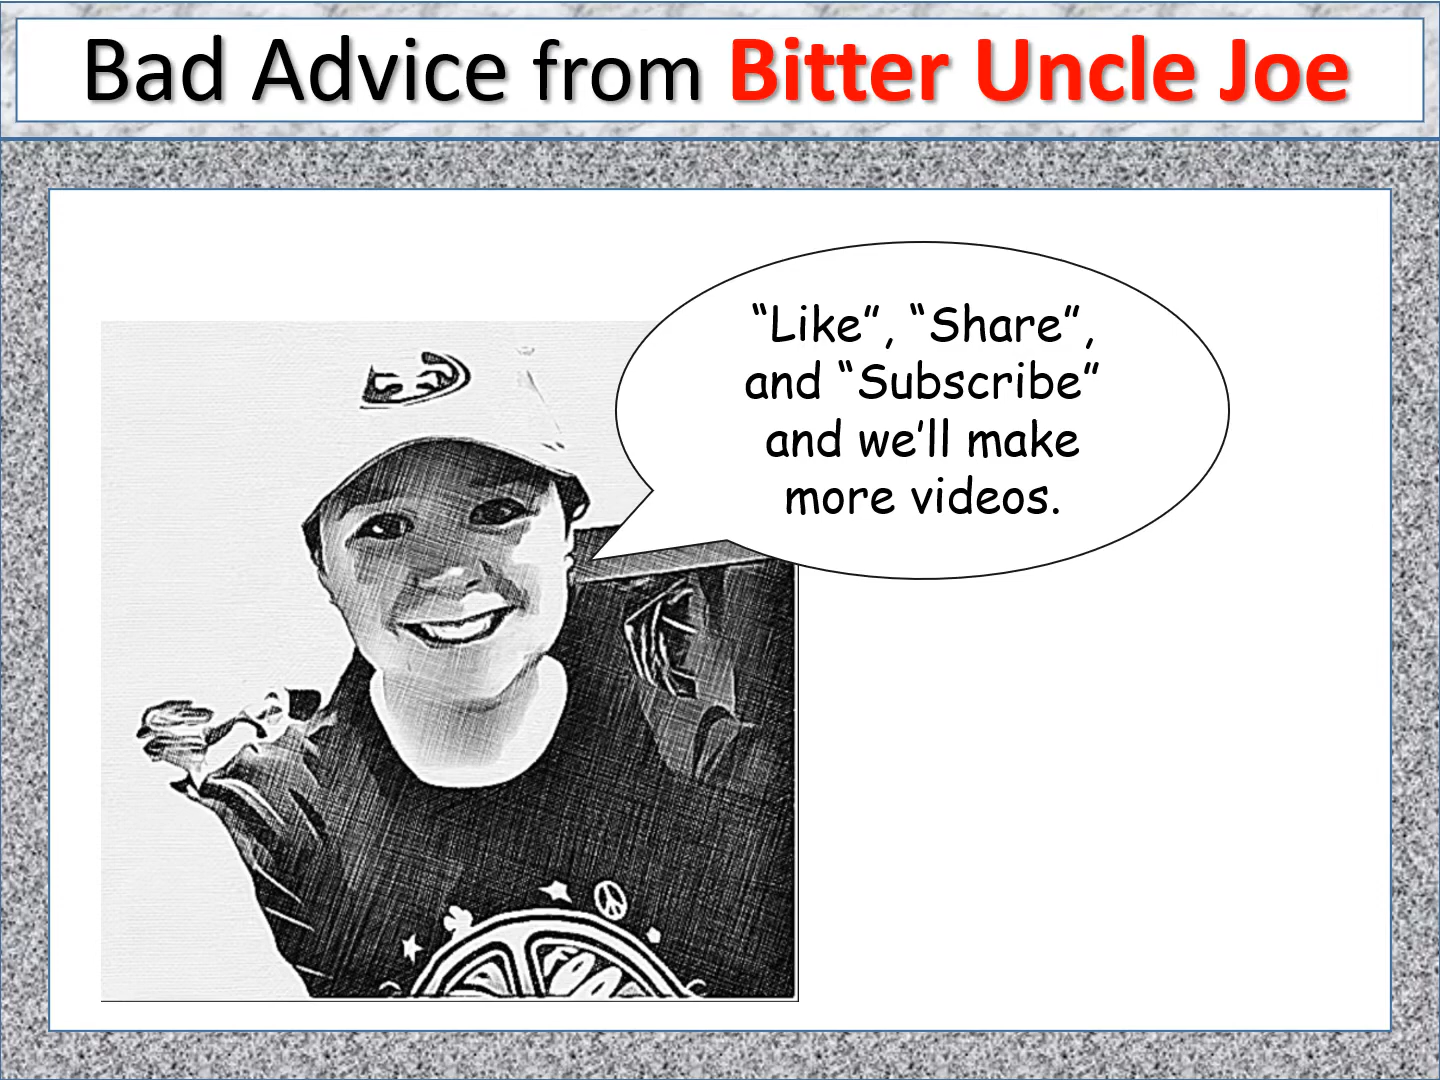 Bad Advice from Bitter Uncle Joe
“Like”, “Share”,
and “Subscribe”
and we’ll make
more videos.